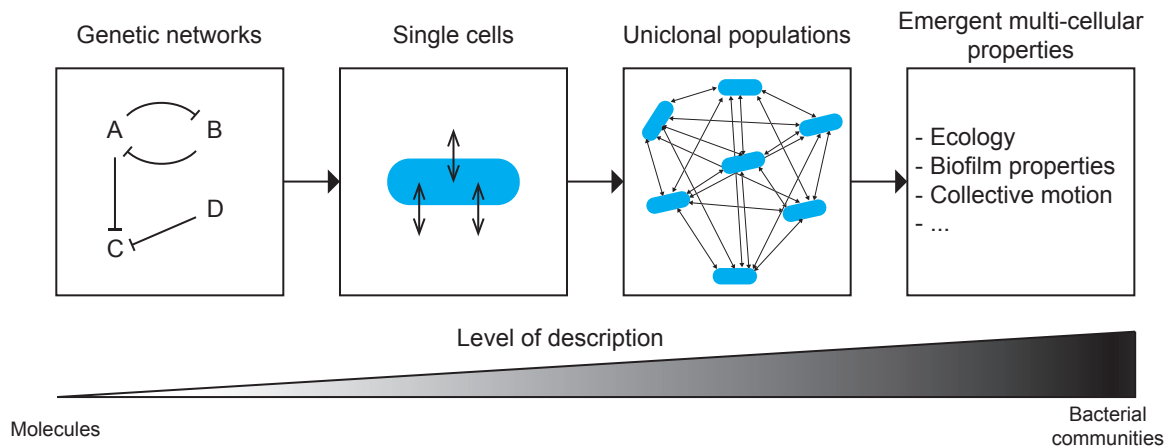 Genetic networks
Single cells
Uniclonal populations
Emergent multi-cellular
properties
A
B
C
D
- Ecology
- Biofilm properties
- Collective motion
- ...
Level of description
Molecules
Bacterial
communities